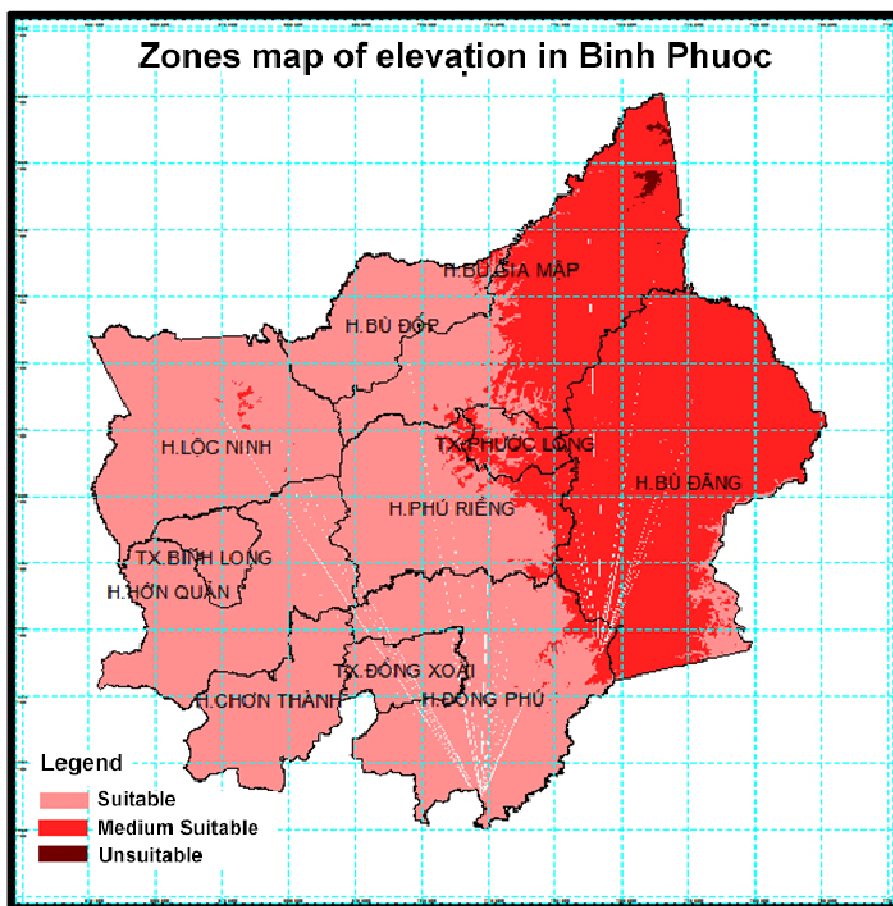 Zones map of elevation in Binh Phuoc
H.BÙ GIA MẬP
H.BÙ ĐỐP
H.LỘC NINH
TX.PHƯỚC LONG
H.BÙ ĐĂNG
H.PHÚ RIỀNG
TX.BÌNH LONG
H.HỚN QUẢN
TX.ĐỒNG XOÀI
H.CHƠN THÀNH
H.ĐỒNG PHÚ
Legend
Suitable
Medium Suitable
Unsuitable